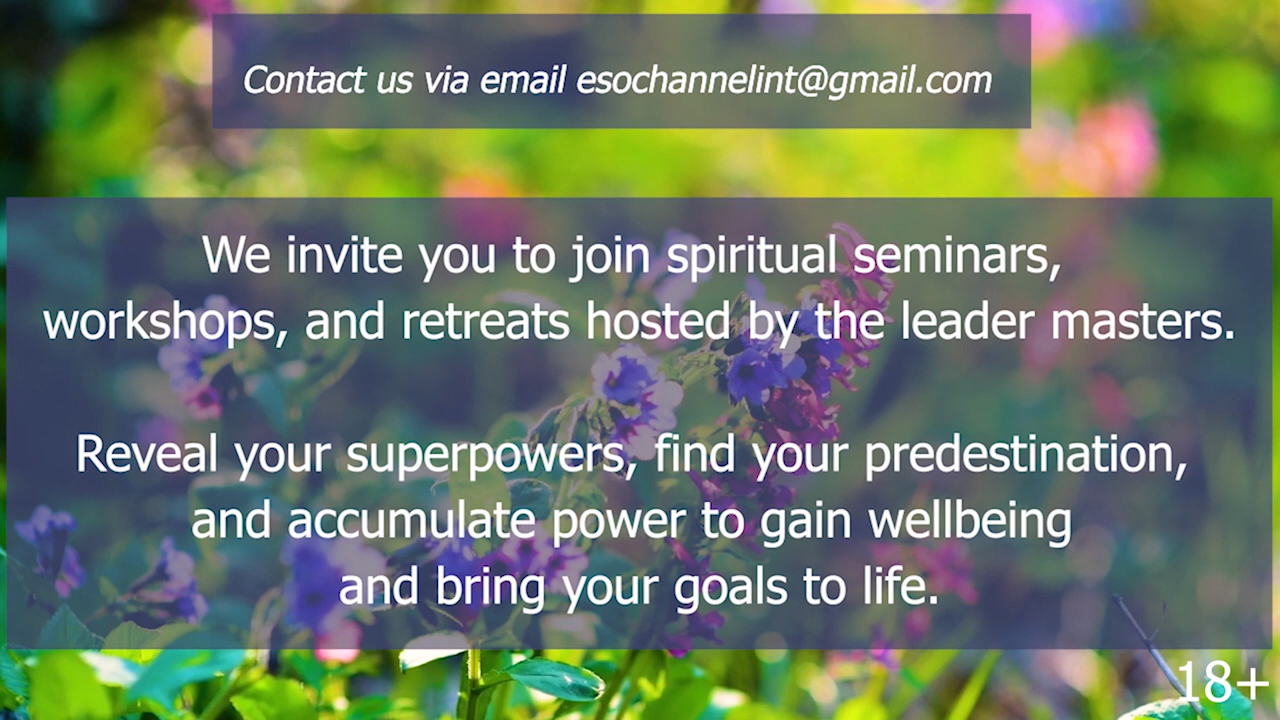 Contact us via email esochannelint@gmail.com
We invite you to join spiritual seminars,
workshops, and retreats hosted by the leader masters.
Reveal your superpowers, find your predestination,
and accumulate power to gain wellbeing
and bring your goals to life.
18+